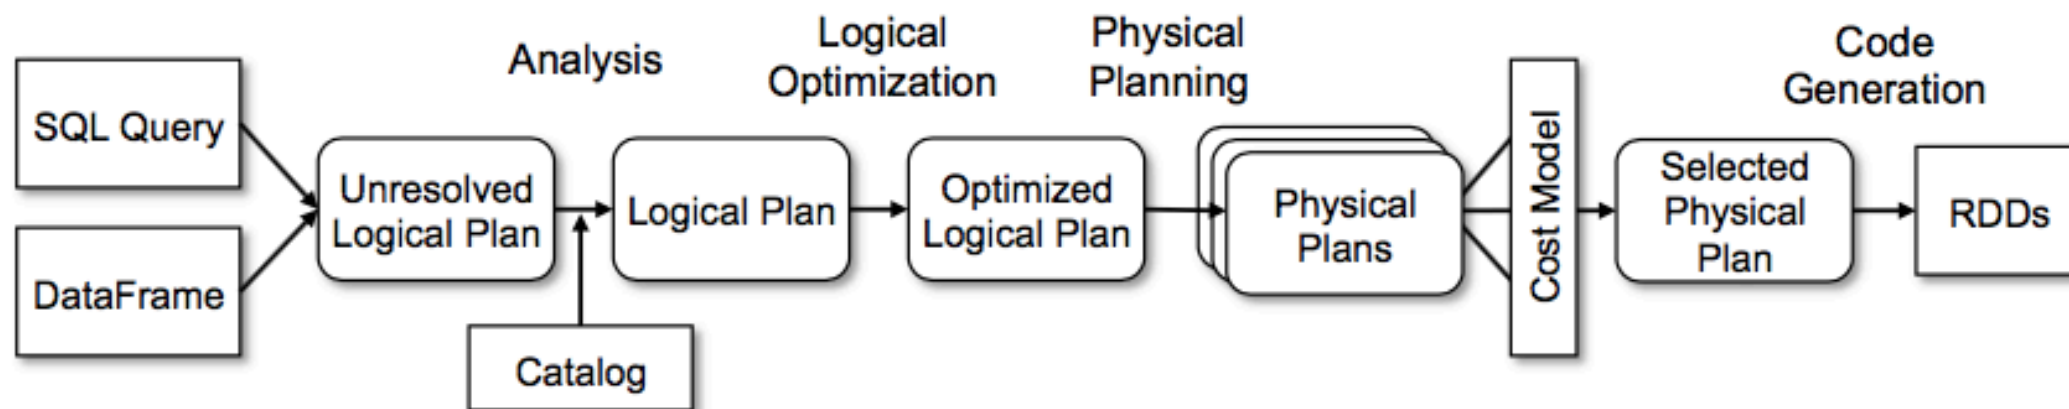 Analysis
Logical
Optimization
Physical
Planning
Code
Generation
SQL Query
DataFrame
Unresolved
Logical Plan
Catalog
Logical Plan
Optimized
Logical Plan
Physical
Plans
Cost Model
Selected
Physical
Plan
RDDs